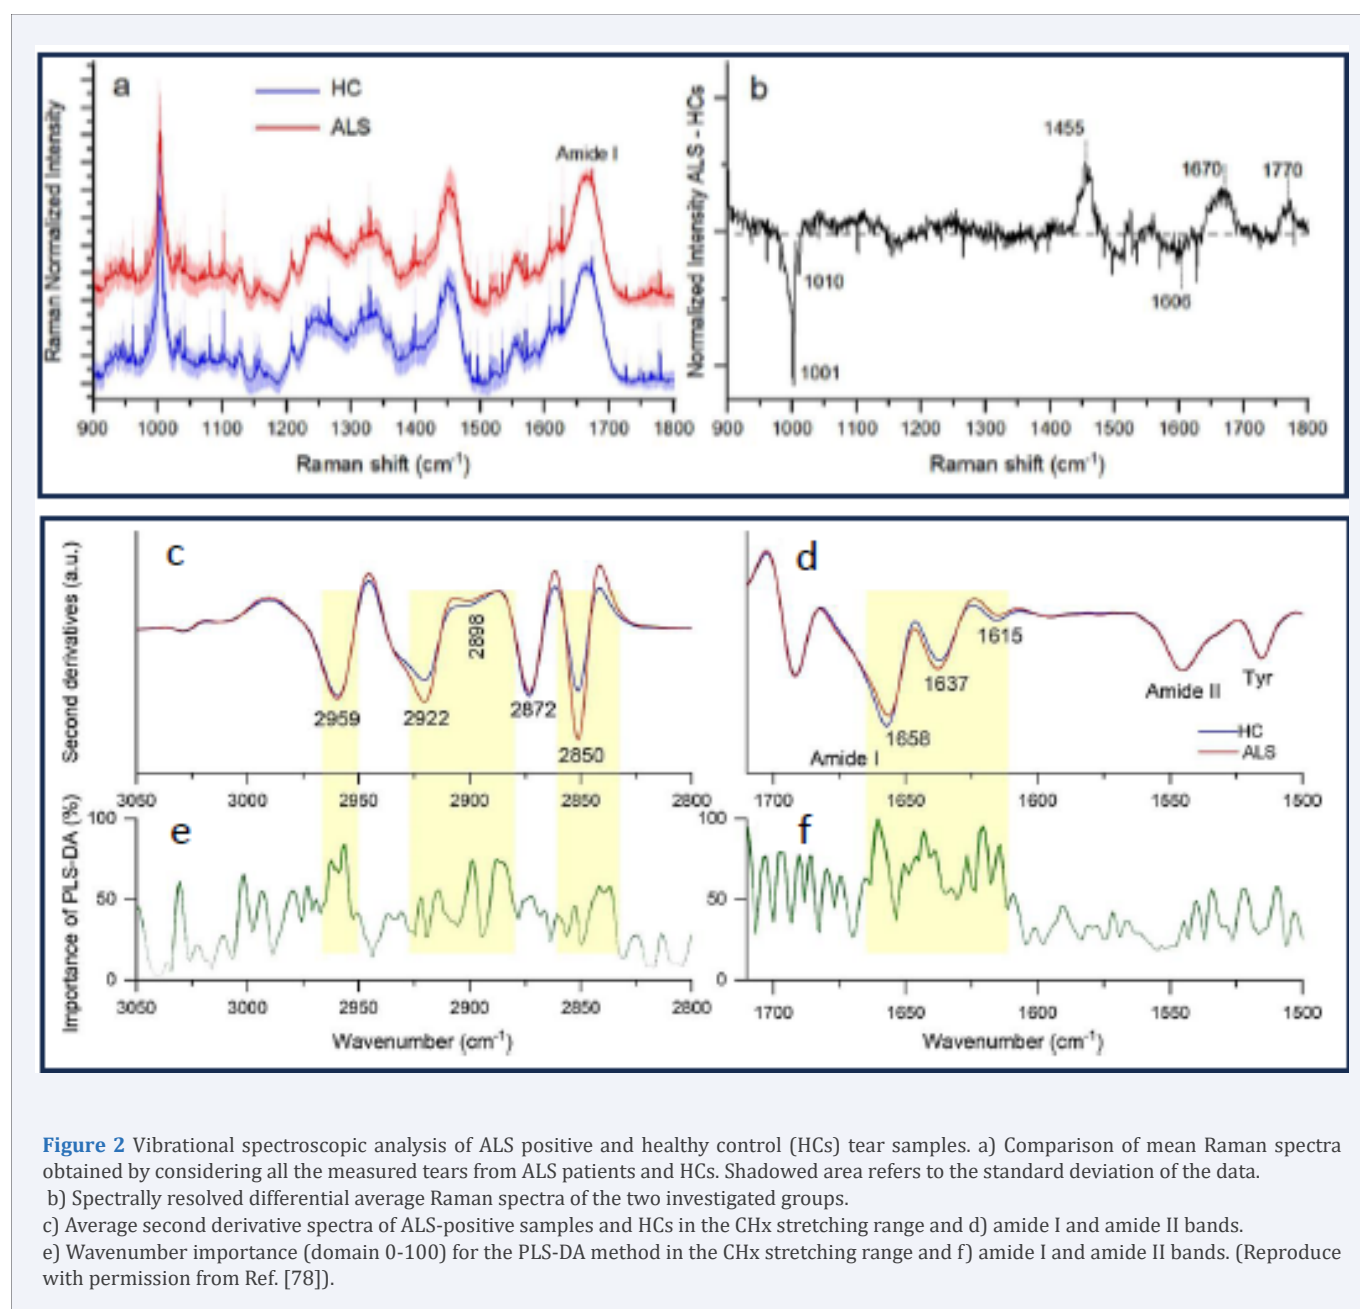 a
HC
ALS
Amide I
Raman Normalized Intensity
900 1000 1100 1200 1300 1400 1500 1600 1700 1800
Raman shift (cm-1)
b
1455
1670
1770
1010
1606
1001
Normalized Intensity ALS - HCs
900 1000 1100 1200 1300 1400 1500 1600 1700 1800
Raman shift (cm-1)
c
Second derivatives (a.u.)
2898
2959
2922
2872
2850
3050 3000 2950 2900 2850 2800
d
1615
1637
1658
Amide I
Amide II
Tyr
HC
ALS
1700 1650 1600 1550 1500
e
Importance of PLS-DA (%)
100
50
0
3050 3000 2950 2900 2850 2800
Wavenumber (cm-1)
f
100
50
0
1700 1650 1600 1550 1500
Wavenumber (cm-1)
Figure 2 Vibrational spectroscopic analysis of ALS positive and healthy control (HCs) tear samples. a) Comparison of mean Raman spectra
obtained by considering all the measured tears from ALS patients and HCs. Shadowed area refers to the standard deviation of the data.
b) Spectrally resolved differential average Raman spectra of the two investigated groups.
c) Average second derivative spectra of ALS-positive samples and HCs in the CHx stretching range and d) amide I and amide II bands.
e) Wavenumber importance (domain 0-100) for the PLS-DA method in the CHx stretching range and f) amide I and amide II bands. (Reproduce
with permission from Ref. [78]).